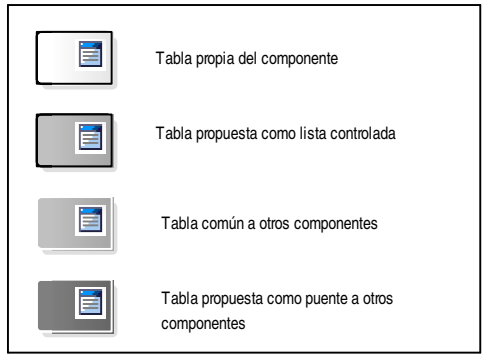 Tabla propia del componente
Tabla propuesta como lista controlada
Tabla común a otros componentes
Tabla propuesta como puente a otros
componentes